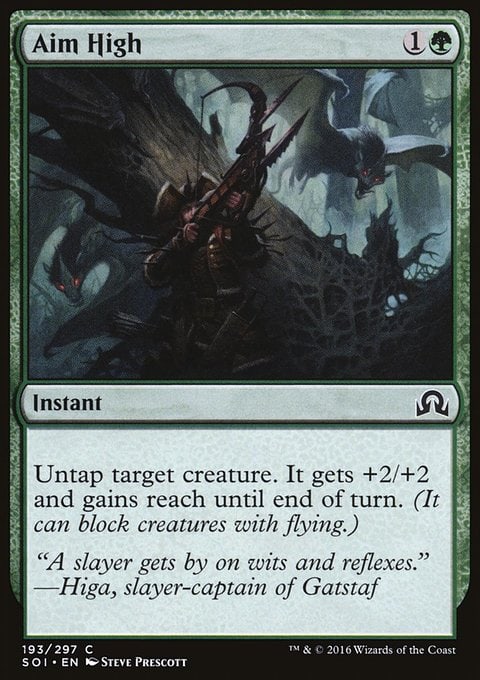 Aim High 1
Instant
Untap target creature. It gets +2/+2
and gains reach until end of turn. (It
can block creatures with flying.)
“A slayer gets by on wits and reflexes.”
—Higa, slayer-captain of Gatstaf
193/297 C
SOI • EN Steve Prescott
™ & © 2016 Wizards of the Coast